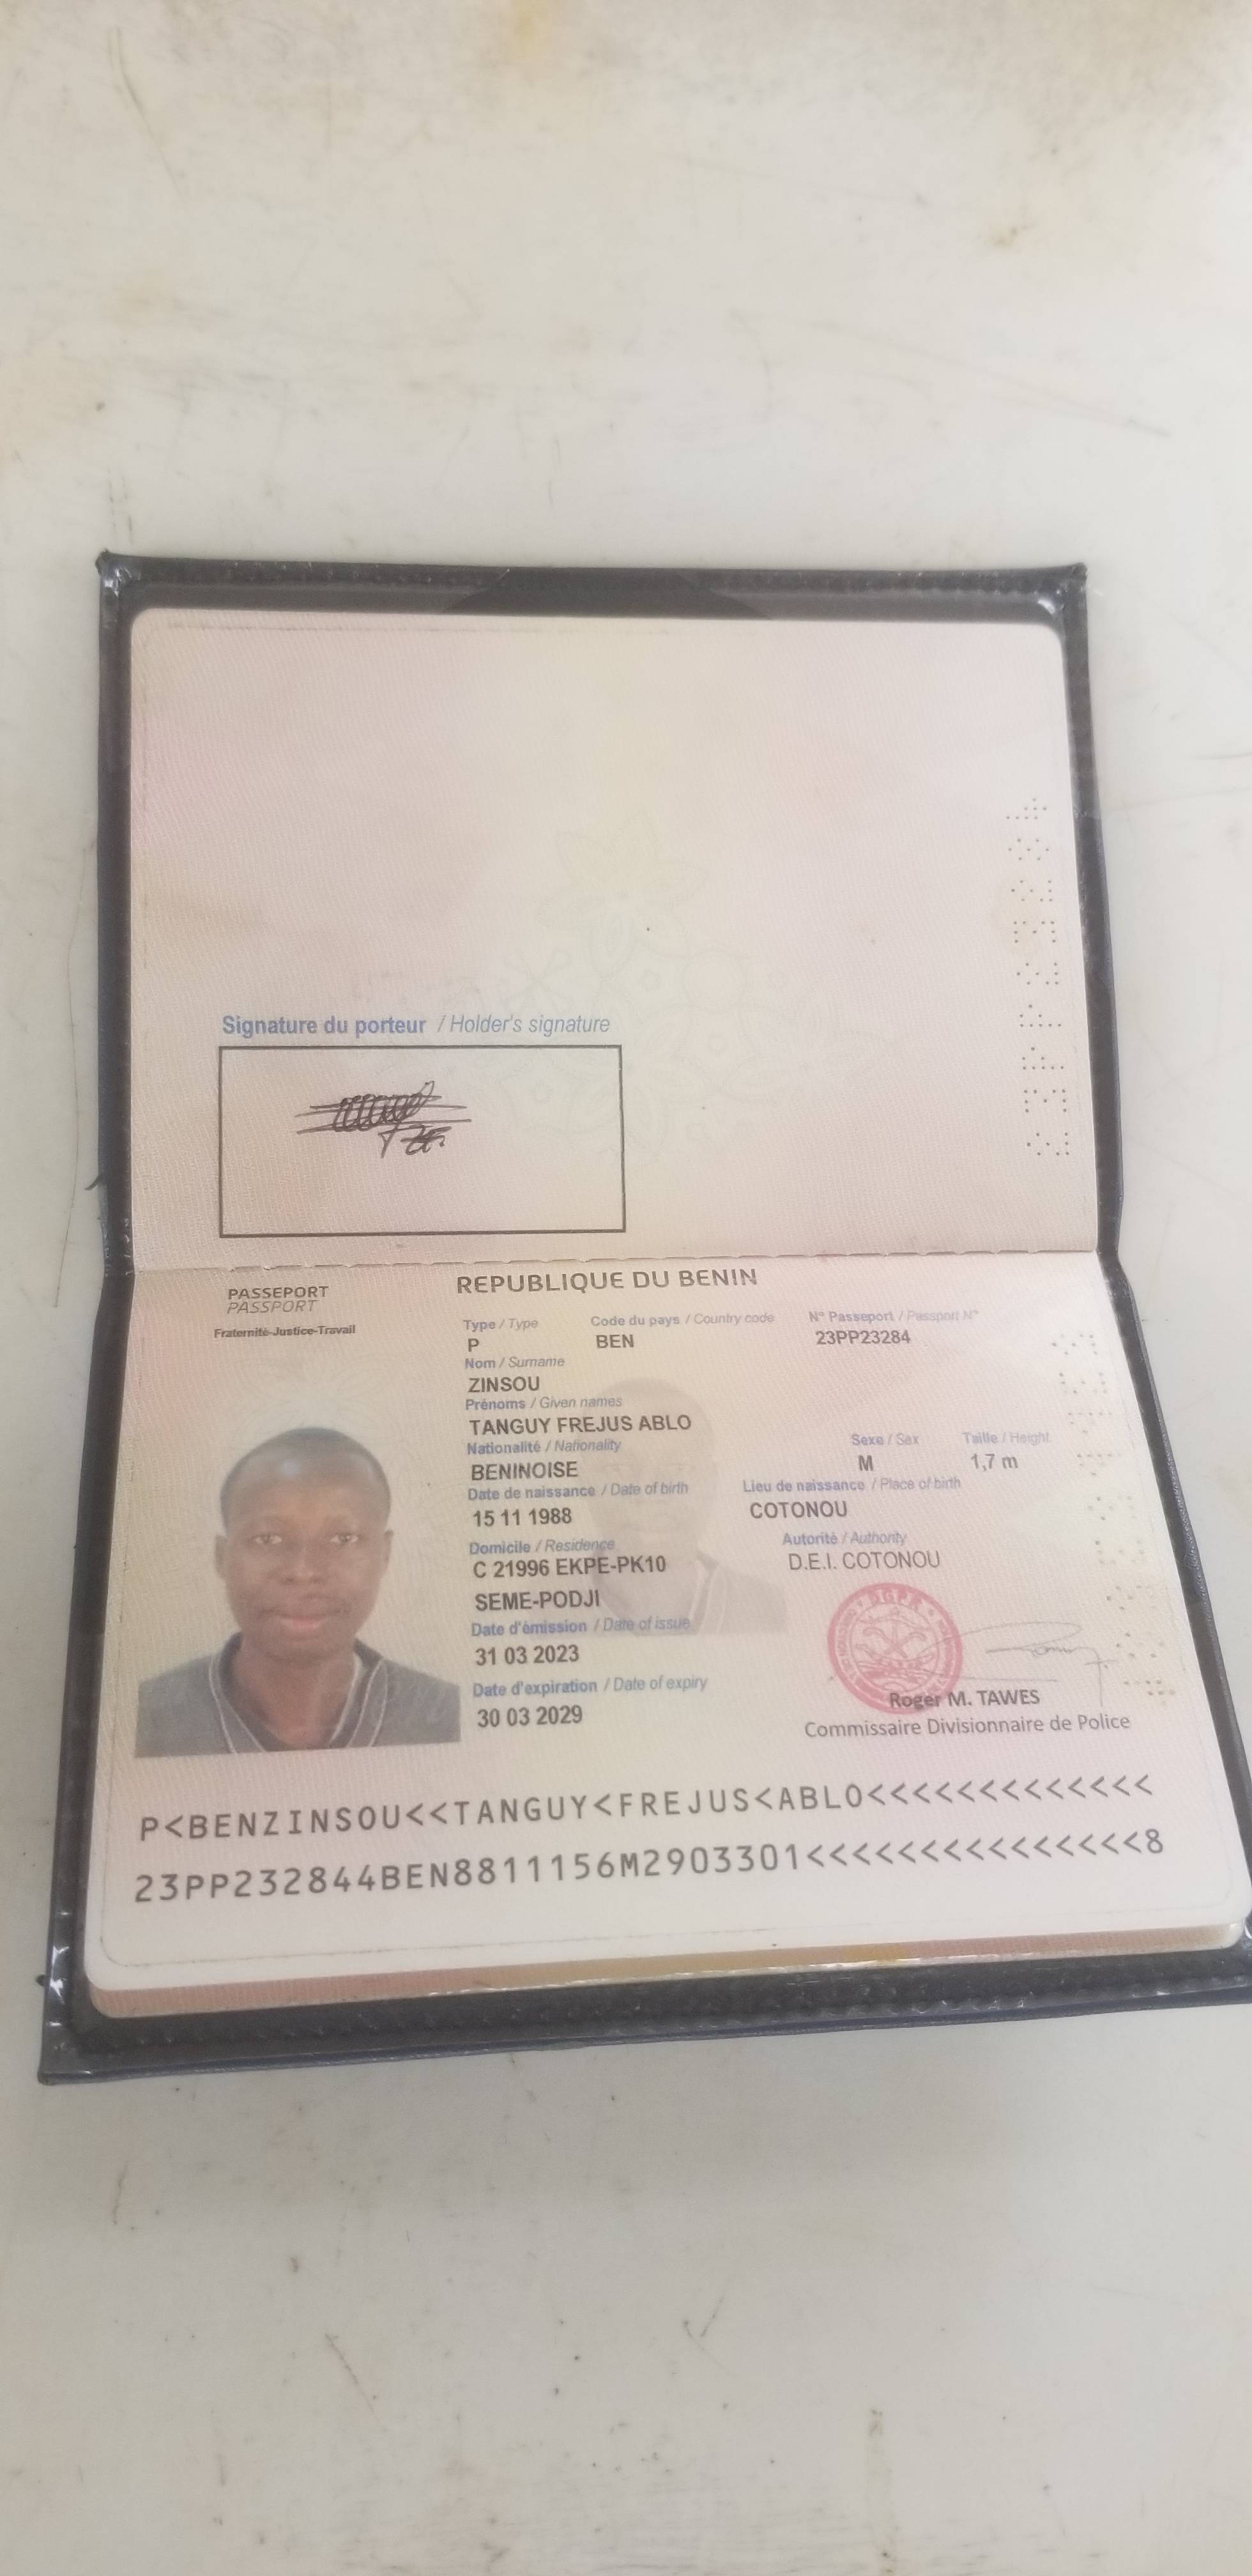 Signature du porteur / Holder's signature
PASSEPORT
PASSPORT
Fraternité-Justice-Travail
REPUBLIQUE DU BENIN
Type / Type Code du pays / Country code N° Passeport / Passport N°
P BEN 23PP23284
Nom / Surname
ZINSOU
Prénoms / Given names
TANGUY FREJUS ABLO
Nationalité / Nationality Sexe / Sex Taille / Height
BENINOISE M 1,7 m
Date de naissance / Date of birth Lieu de naissance / Place of birth
15 11 1988 COTONOU
Domicile / Residence Autorité / Authority
C 21996 EKPE-PK10 D.E.I. COTONOU
SEME-PODJI
Date d'émission / Date of issue
31 03 2023
Date d'expiration / Date of expiry
30 03 2029
Roger M. TAWES
Commissaire Divisionnaire de Police
P<BENZINSOU<<TANGUY<FREJUS<ABLO<<<<<<<<<<<<<
23PP232844BEN8811156M2903301<<<<<<<<<<<<<<<8